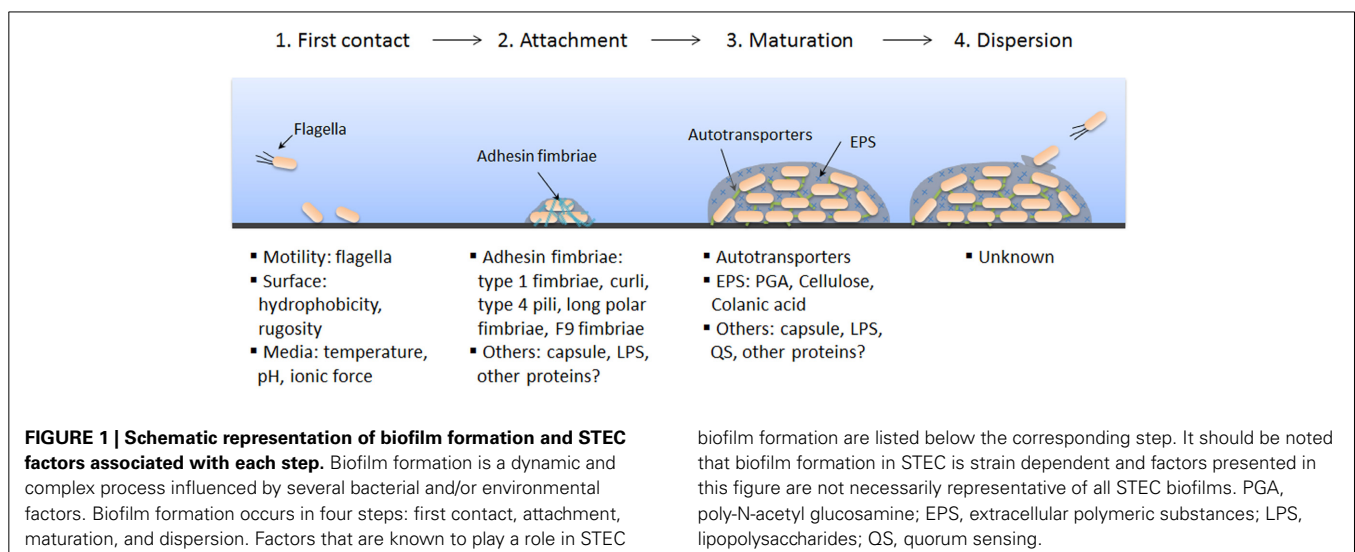 1. First contact → 2. Attachment → 3. Maturation → 4. Dispersion
Flagella
Adhesin fimbriae
Autotransporters
EPS
▪ Motility: flagella
▪ Surface:
hydrophobicity,
rugosity
▪ Media: temperature,
pH, ionic force
▪ Adhesin fimbriae:
type 1 fimbriae, curli,
type 4 pili, long polar
fimbriae, F9 fimbriae
▪ Others: capsule, LPS,
other proteins?
▪ Autotransporters
▪ EPS: PGA, Cellulose,
Colanic acid
▪ Others: capsule, LPS,
QS, other proteins?
▪ Unknown
FIGURE 1 | Schematic representation of biofilm formation and STEC
factors associated with each step. Biofilm formation is a dynamic and
complex process influenced by several bacterial and/or environmental
factors. Biofilm formation occurs in four steps: first contact, attachment,
maturation, and dispersion. Factors that are known to play a role in STEC
biofilm formation are listed below the corresponding step. It should be noted
that biofilm formation in STEC is strain dependent and factors presented in
this figure are not necessarily representative of all STEC biofilms. PGA,
poly-N-acetyl glucosamine; EPS, extracellular polymeric substances; LPS,
lipopolysaccharides; QS, quorum sensing.